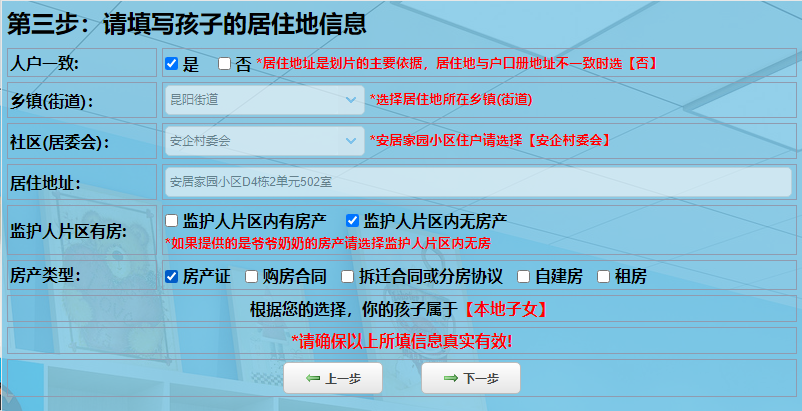 第三步：请填写孩子的居住地信息
人户一致: 是 否 *居住地址是划片的主要依据，居住地与户口册地址不一致时选【否】
乡镇(街道): 昆阳街道 *选择居住地所在乡镇(街道)
社区(居委会): 安企村委会 *安居家园小区住户请选择【安企村委会】
居住地址: 安居家园小区D4栋2单元502室
监护人片区有房: 监护人片区内有房产 监护人片区内无房产
*如果提供的是爷爷奶奶的房产请选择监护人片区内无房
房产类型: 房产证 购房合同 拆迁合同或分房协议 自建房 租房
根据您的选择，你的孩子属于【本地子女】
*请确保以上所填信息真实有效!
上一步 下一步